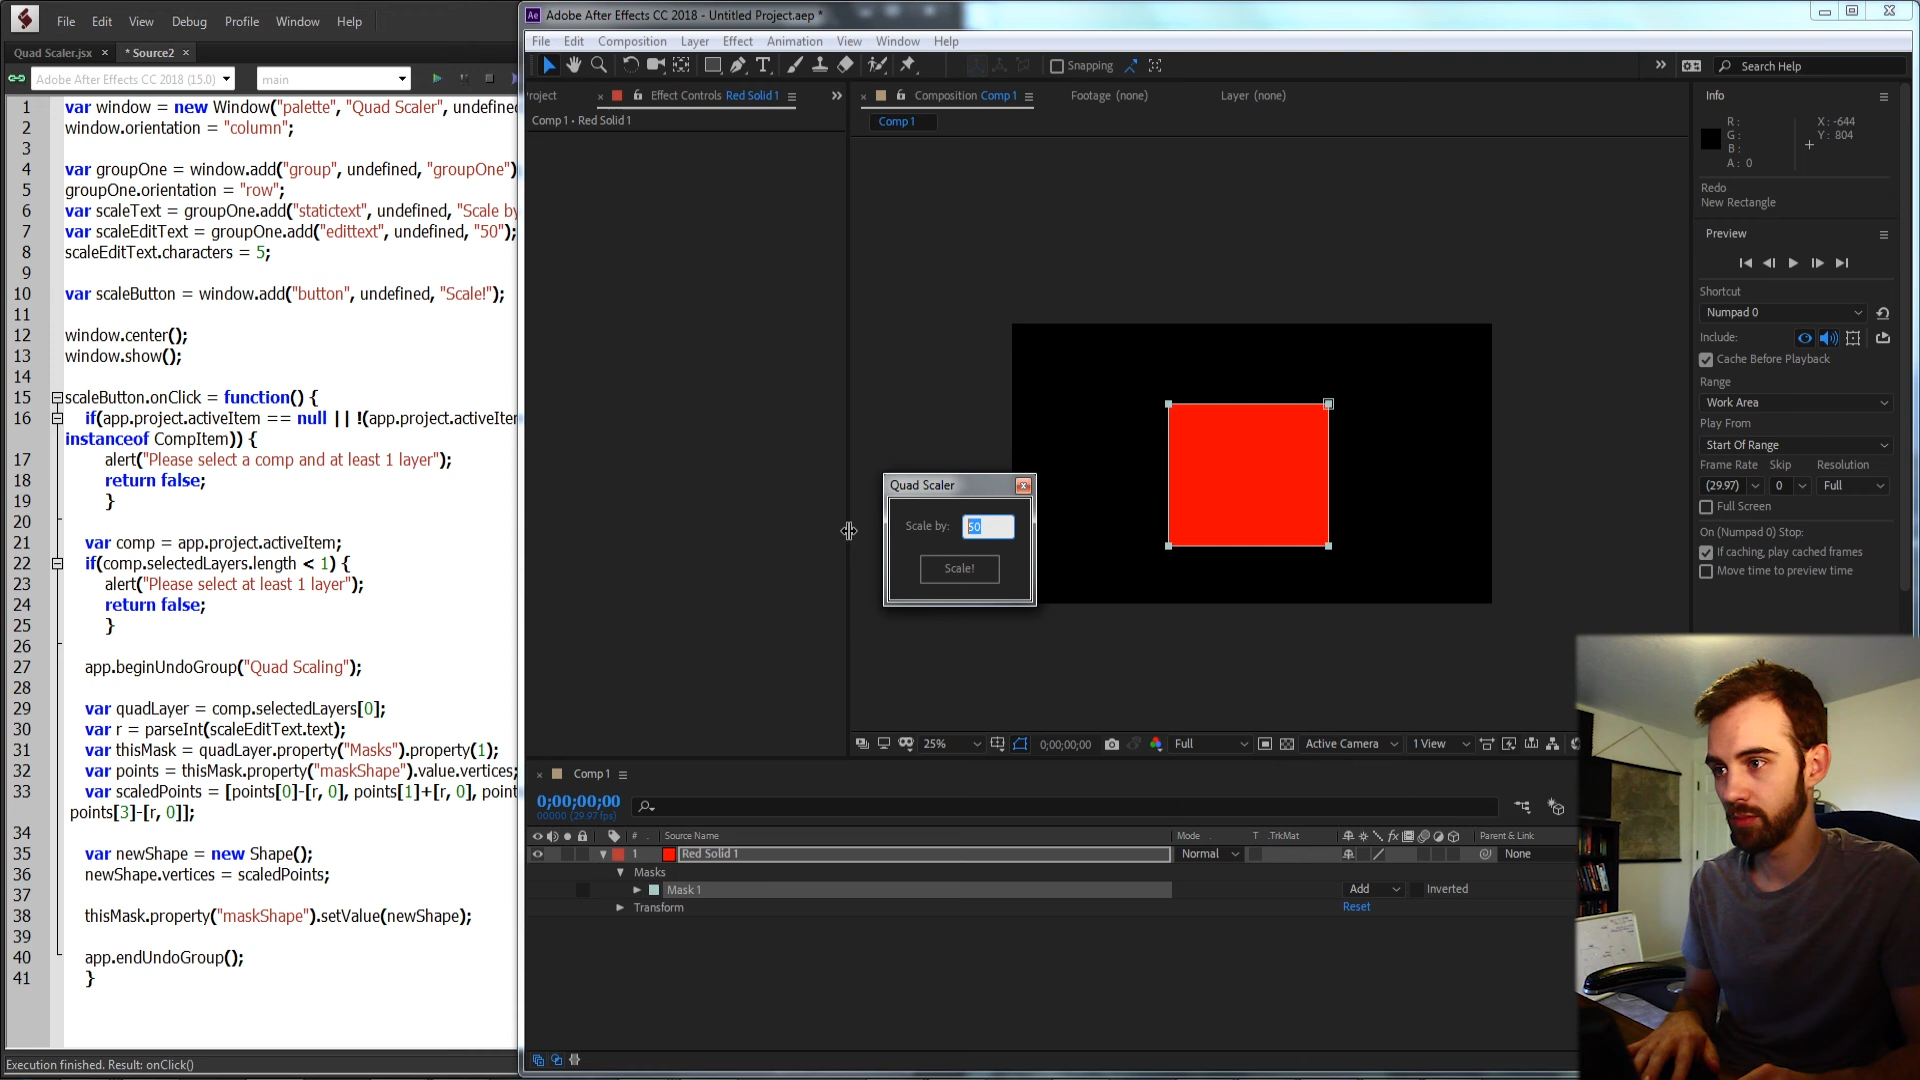 File Edit View Debug Profile Window Help
Quad Scaler.jsx × * Source2 ×
Adobe After Effects CC 2018 (15.0) main
1 var window = new Window("palette", "Quad Scaler", undefined
2 window.orientation = "column";
3
4 var groupOne = window.add("group", undefined, "groupOne")
5 groupOne.orientation = "row";
6 var scaleText = groupOne.add("statictext", undefined, "Scale by
7 var scaleEditText = groupOne.add("edittext", undefined, "50");
8 scaleEditText.characters = 5;
9
10 var scaleButton = window.add("button", undefined, "Scale!");
11
12 window.center();
13 window.show();
14
15 scaleButton.onClick = function() {
16 if(app.project.activeItem == null || !(app.project.activeIte
instanceof CompItem)) {
17 alert("Please select a comp and at least 1 layer");
18 return false;
19 }
20
21 var comp = app.project.activeItem;
22 if(comp.selectedLayers.length < 1) {
23 alert("Please select at least 1 layer");
24 return false;
25 }
26
27 app.beginUndoGroup("Quad Scaling");
28
29 var quadLayer = comp.selectedLayers[0];
30 var r = parseInt(scaleEditText.text);
31 var thisMask = quadLayer.property("Masks").property(1);
32 var points = thisMask.property("maskShape").value.vertices;
33 var scaledPoints = [points[0]-[r, 0], points[1]+[r, 0], point
points[3]-[r, 0]];
34
35 var newShape = new Shape();
36 newShape.vertices = scaledPoints;
37
38 thisMask.property("maskShape").setValue(newShape);
39
40 app.endUndoGroup();
41 }
Execution finished. Result: onClick()
Ae Adobe After Effects CC 2018 - Untitled Project.aep *
File Edit Composition Layer Effect Animation View Window Help
Snapping
Search Help
roject × Effect Controls Red Solid 1
Comp 1 • Red Solid 1
× Composition Comp 1 Footage (none) Layer (none)
Comp 1
Quad Scaler
Scale by: 50
Scale!
25% 0;00;00;00 Full Active Camera 1 View
Info
R :
G :
B :
A : 0
X : -644
Y : 804
Redo
New Rectangle
Preview
Shortcut
Numpad 0
Include:
Cache Before Playback
Range
Work Area
Play From
Start Of Range
Frame Rate Skip Resolution
(29.97) 0 Full
Full Screen
On (Numpad 0) Stop:
If caching, play cached frames
Move time to preview time
× Comp 1
0;00;00;00
00000 (29.97 fps)
# Source Name Mode T .TrkMat fx Parent & Link
1 Red Solid 1 Normal None
Masks
Mask 1 Add Inverted
Transform Reset